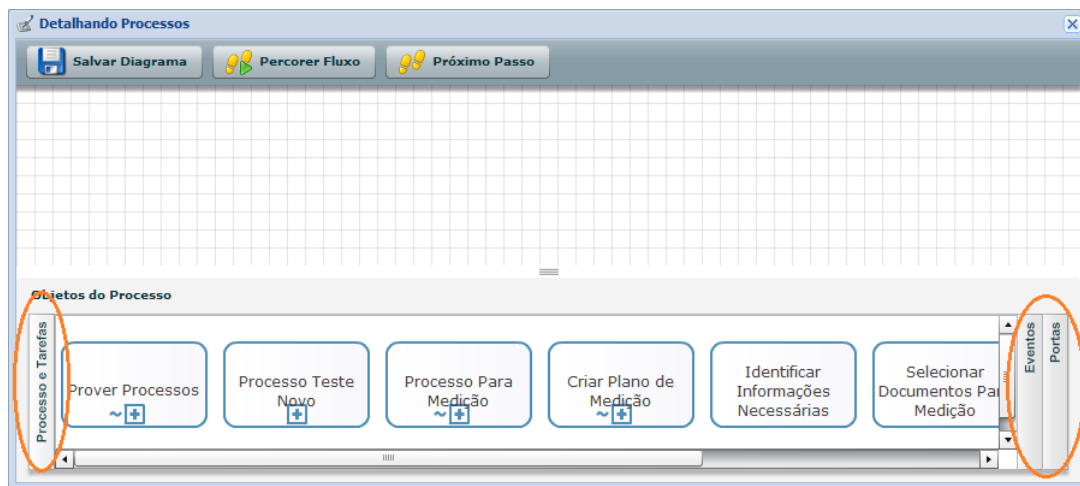 Detalhando Processos
Salvar Diagrama
Percorer Fluxo
Próximo Passo
Objetos do Processo
Processo e Tarefas
Prover Processos
Processo Teste
Novo
Processo Para
Medição
Criar Plano de
Medição
Identificar
Informações
Necessárias
Selecionar
Documentos Par
Medição
Eventos
Portas